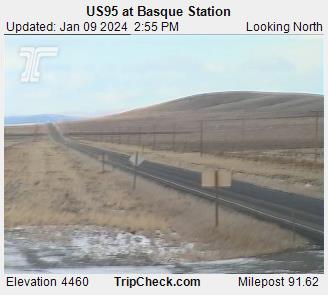 US95 at Basque Station
Updated: Jan 09 2024 2:55 PM Looking North
Elevation 4460 TripCheck.com Milepost 91.62